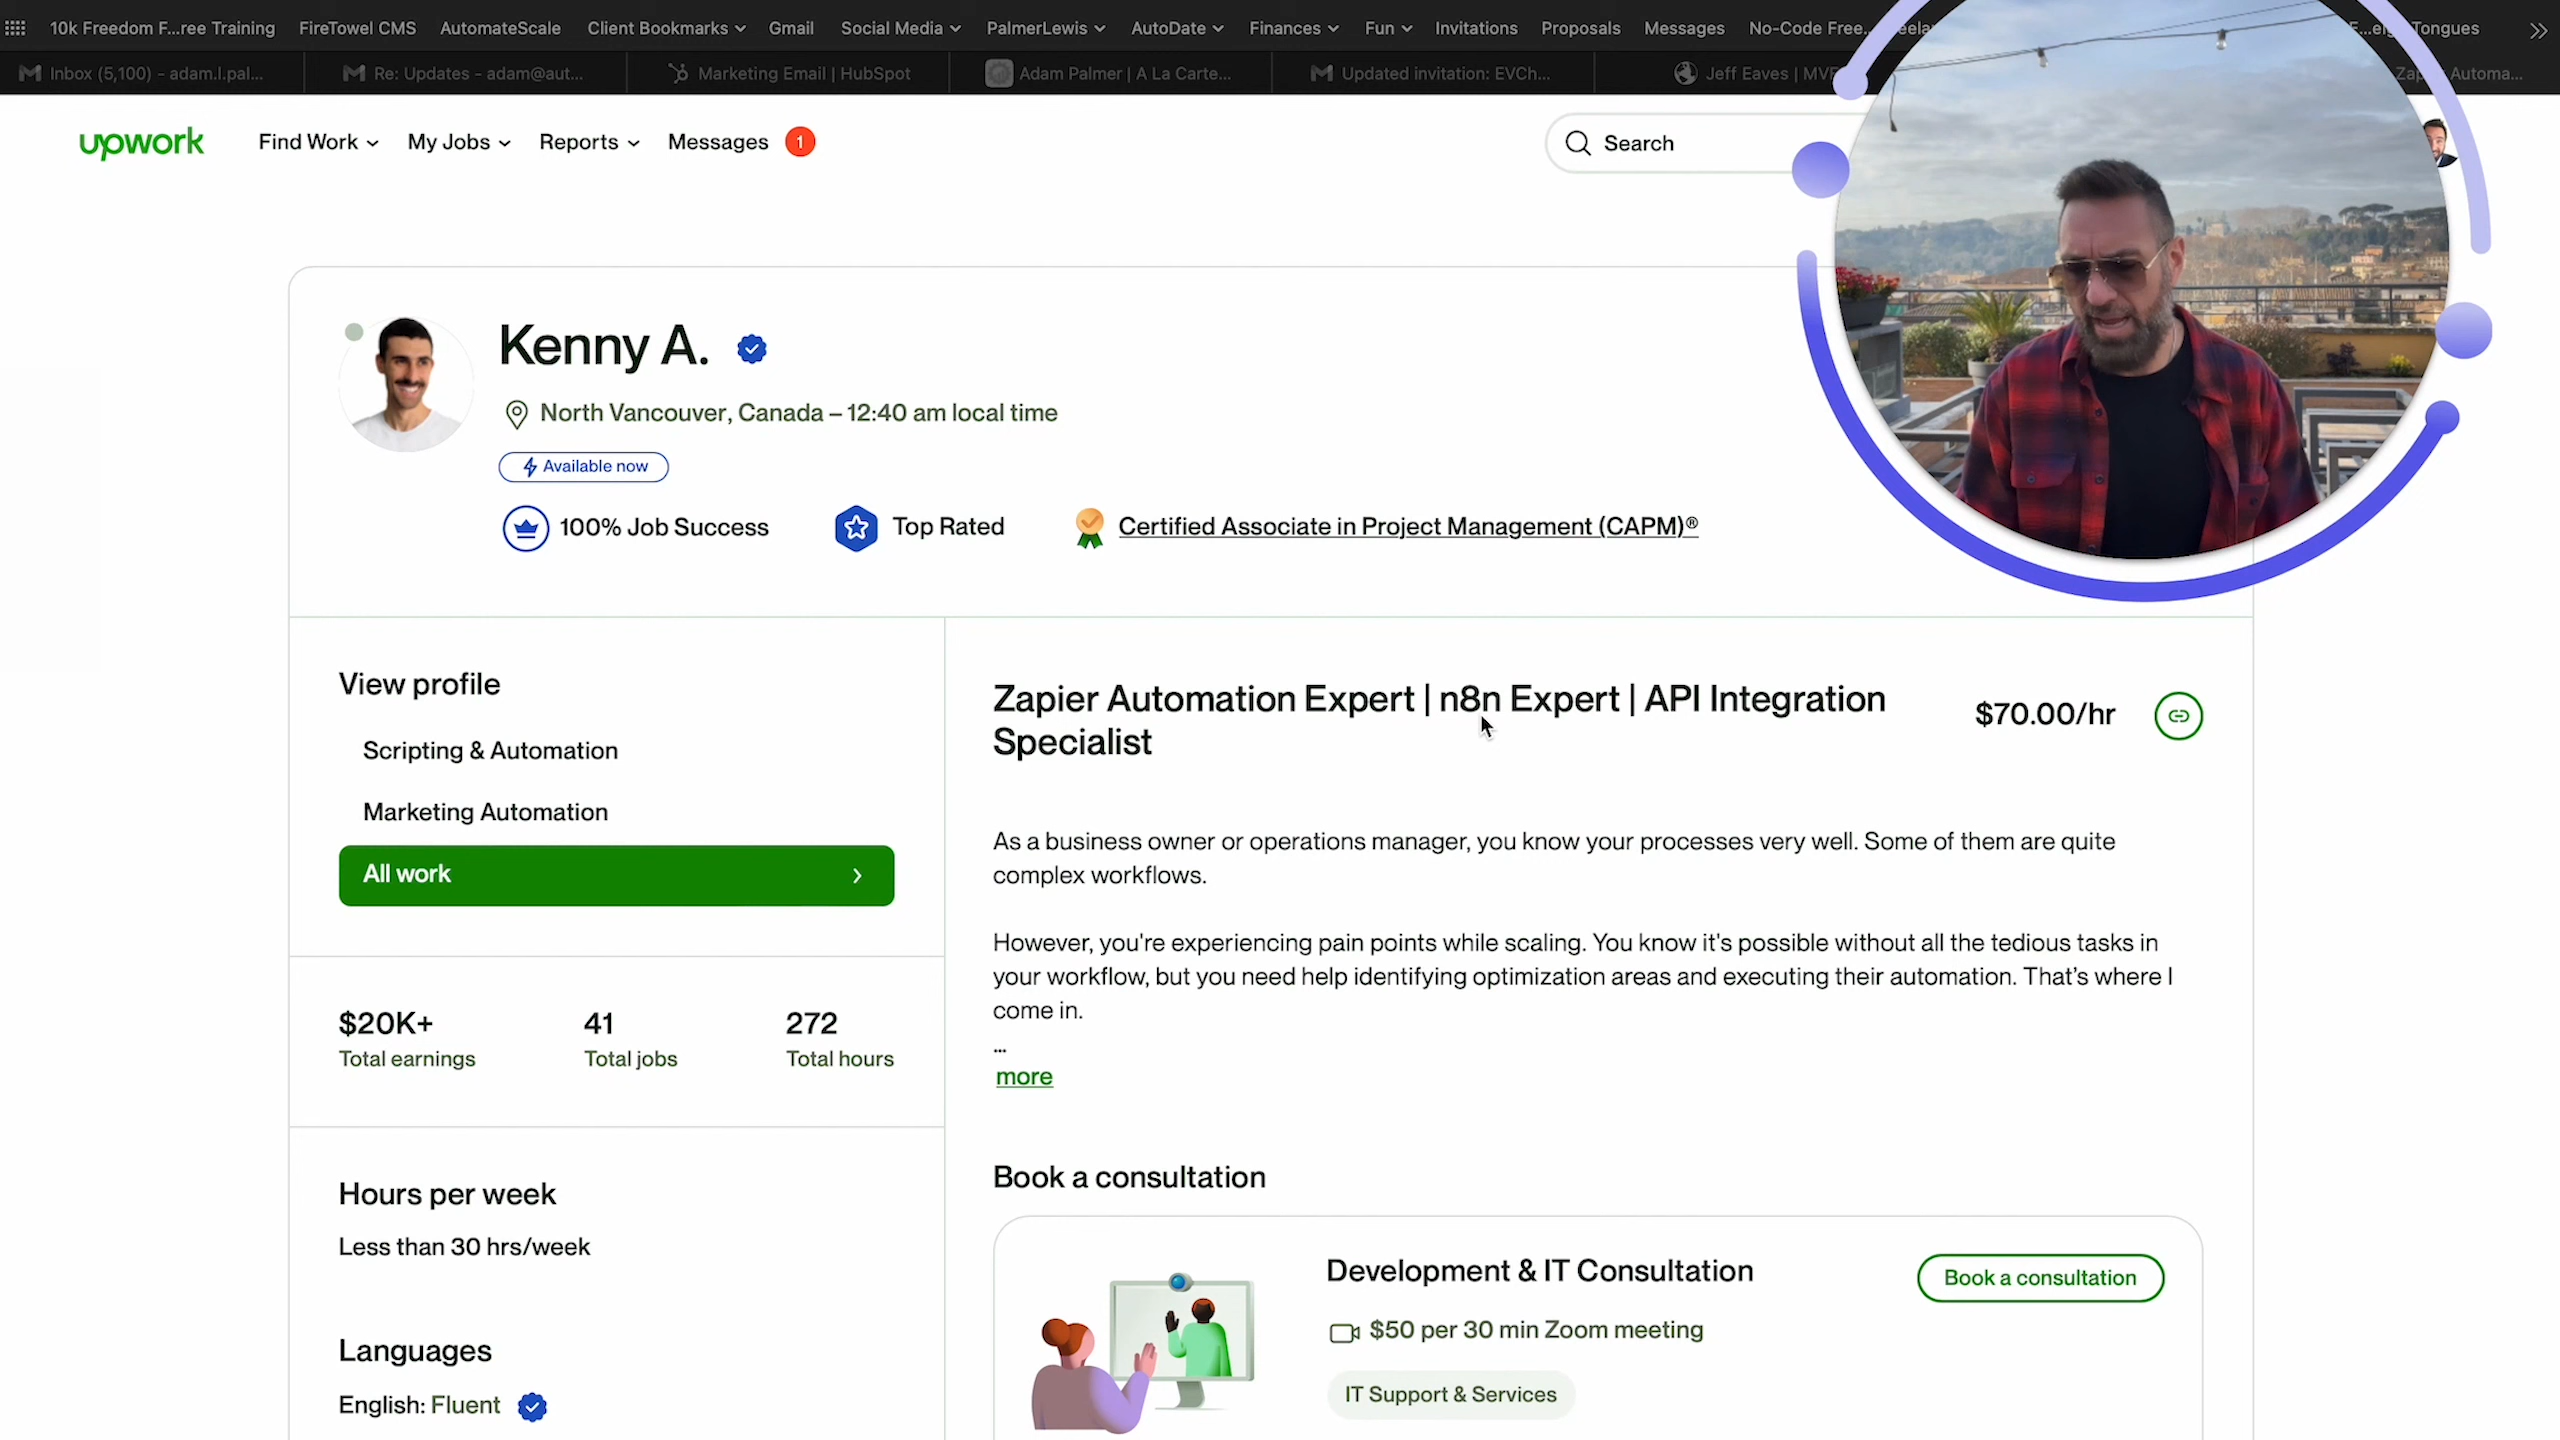 10k Freedom F...ree Training FireTowel CMS AutomateScale Client Bookmarks Gmail Social Media PalmerLewis AutoDate Finances Fun Invitations Proposals Messages No-Code Free...
Inbox (5,100) - adam.l.pal... Re: Updates - adam@aut... Marketing Email | HubSpot Adam Palmer | A La Carte... Updated invitation: EVCh... Jeff Eaves |
upwork Find Work My Jobs Reports Messages 1 Search
Kenny A.
North Vancouver, Canada – 12:40 am local time
Available now
100% Job Success Top Rated Certified Associate in Project Management (CAPM)®
View profile
Scripting & Automation
Marketing Automation
All work
$20K+ 41 272
Total earnings Total jobs Total hours
Hours per week
Less than 30 hrs/week
Languages
English: Fluent
Zapier Automation Expert | n8n Expert | API Integration
Specialist
$70.00/hr
As a business owner or operations manager, you know your processes very well. Some of them are quite
complex workflows.
However, you're experiencing pain points while scaling. You know it's possible without all the tedious tasks in
your workflow, but you need help identifying optimization areas and executing their automation. That's where I
come in.
...
more
Book a consultation
Development & IT Consultation
Book a consultation
$50 per 30 min Zoom meeting
IT Support & Services